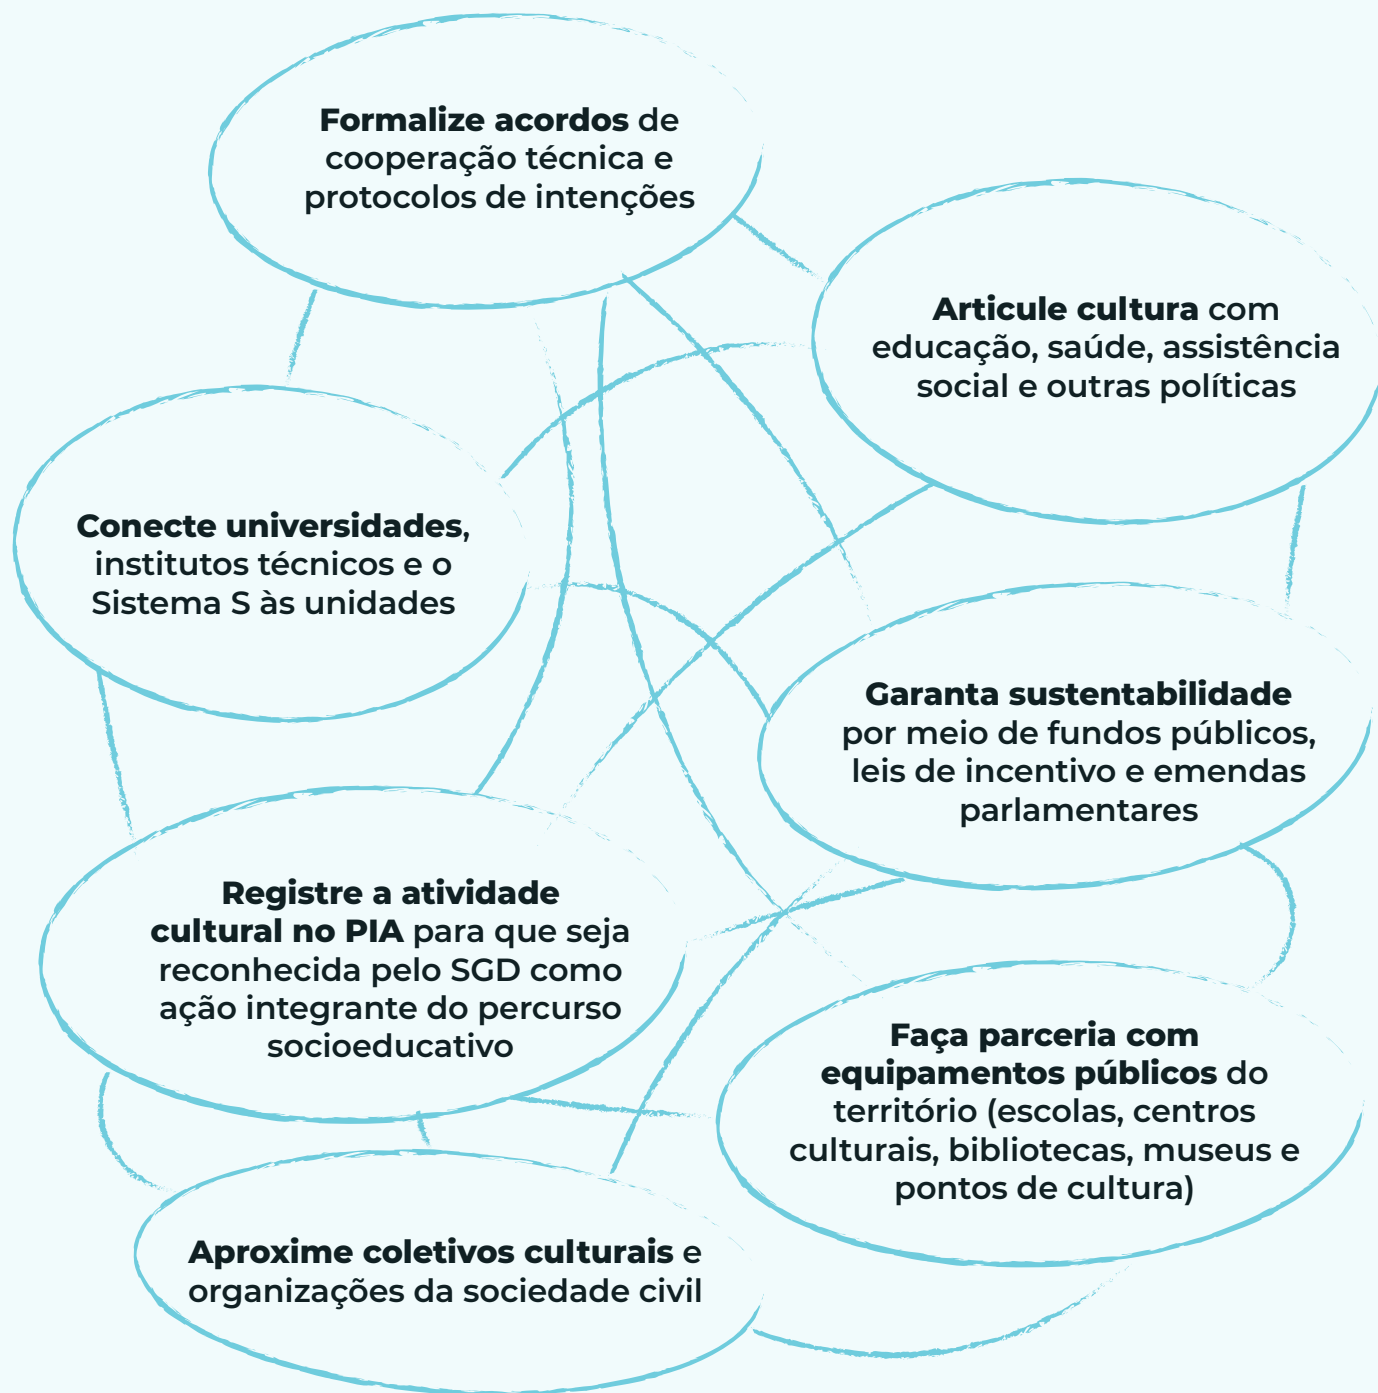 Formalize acordos de
cooperação técnica e
protocolos de intenções
Articule cultura com
educação, saúde, assistência
social e outras políticas
Conecte universidades,
institutos técnicos e o
Sistema S às unidades
Garanta sustentabilidade
por meio de fundos públicos,
leis de incentivo e emendas
parlamentares
Registre a atividade
cultural no PIA para que seja
reconhecida pelo SGD como
ação integrante do percurso
socioeducativo
Faça parceria com
equipamentos públicos do
território (escolas, centros
culturais, bibliotecas, museus e
pontos de cultura)
Aproxime coletivos culturais e
organizações da sociedade civil